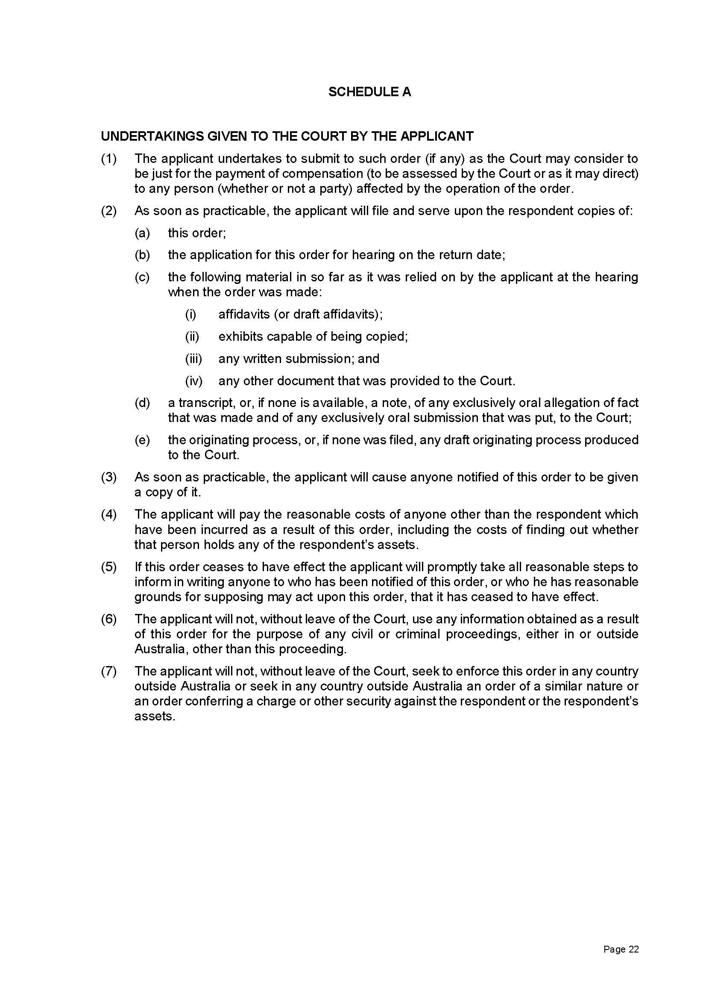 SCHEDULE A
UNDERTAKINGS GIVEN TO THE COURT BY THE APPLICANT
(1) The applicant undertakes to submit to such order (if any) as the Court may consider to
be just for the payment of compensation (to be assessed by the Court or as it may direct)
to any person (whether or not a party) affected by the operation of the order.
(2) As soon as practicable, the applicant will file and serve upon the respondent copies of:
(a) this order;
(b) the application for this order for hearing on the return date;
(c) the following material in so far as it was relied on by the applicant at the hearing
when the order was made:
(i) affidavits (or draft affidavits);
(ii) exhibits capable of being copied;
(iii) any written submission; and
(iv) any other document that was provided to the Court.
(d) a transcript, or, if none is available, a note, of any exclusively oral allegation of fact
that was made and of any exclusively oral submission that was put, to the Court;
(e) the originating process, or, if none was filed, any draft originating process produced
to the Court.
(3) As soon as practicable, the applicant will cause anyone notified of this order to be given
a copy of it.
(4) The applicant will pay the reasonable costs of anyone other than the respondent which
have been incurred as a result of this order, including the costs of finding out whether
that person holds any of the respondent’s assets.
(5) If this order ceases to have effect the applicant will promptly take all reasonable steps to
inform in writing anyone to who has been notified of this order, or who he has reasonable
grounds for supposing may act upon this order, that it has ceased to have effect.
(6) The applicant will not, without leave of the Court, use any information obtained as a result
of this order for the purpose of any civil or criminal proceedings, either in or outside
Australia, other than this proceeding.
(7) The applicant will not, without leave of the Court, seek to enforce this order in any country
outside Australia or seek in any country outside Australia an order of a similar nature or
an order conferring a charge or other security against the respondent or the respondent’s
assets.
Page 22